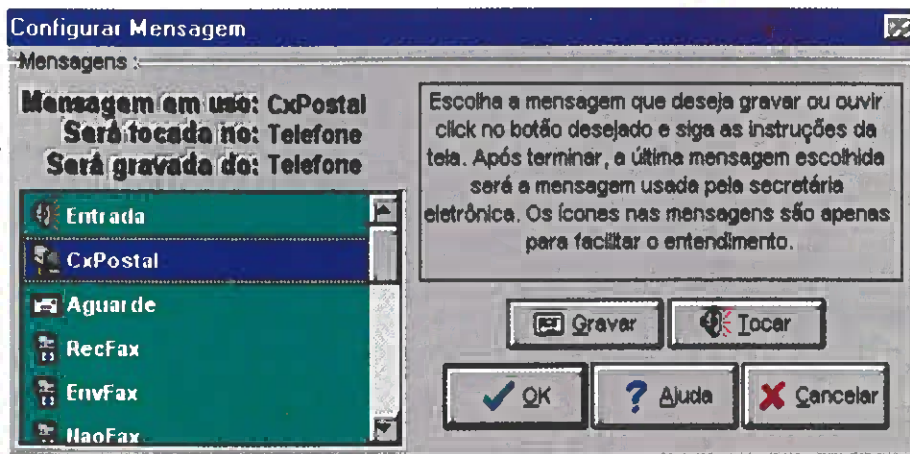 Configurar Mensagem
Mensagens :
Mensagem em uso: CxPostal
Será tocada no: Telefone
Será gravada do: Telefone
Entrada
CxPostal
Aguarde
RecFax
EnvFax
NaoFax
Escolha a mensagem que deseja gravar ou ouvir
click no botão desejado e siga as instruções da
tela. Após terminar, a última mensagem escolhida
será a mensagem usada pela secretária
eletrônica. Os ícones nas mensagens são apenas
para facilitar o entendimento.
Gravar
Tocar
OK
Ajuda
Cancelar